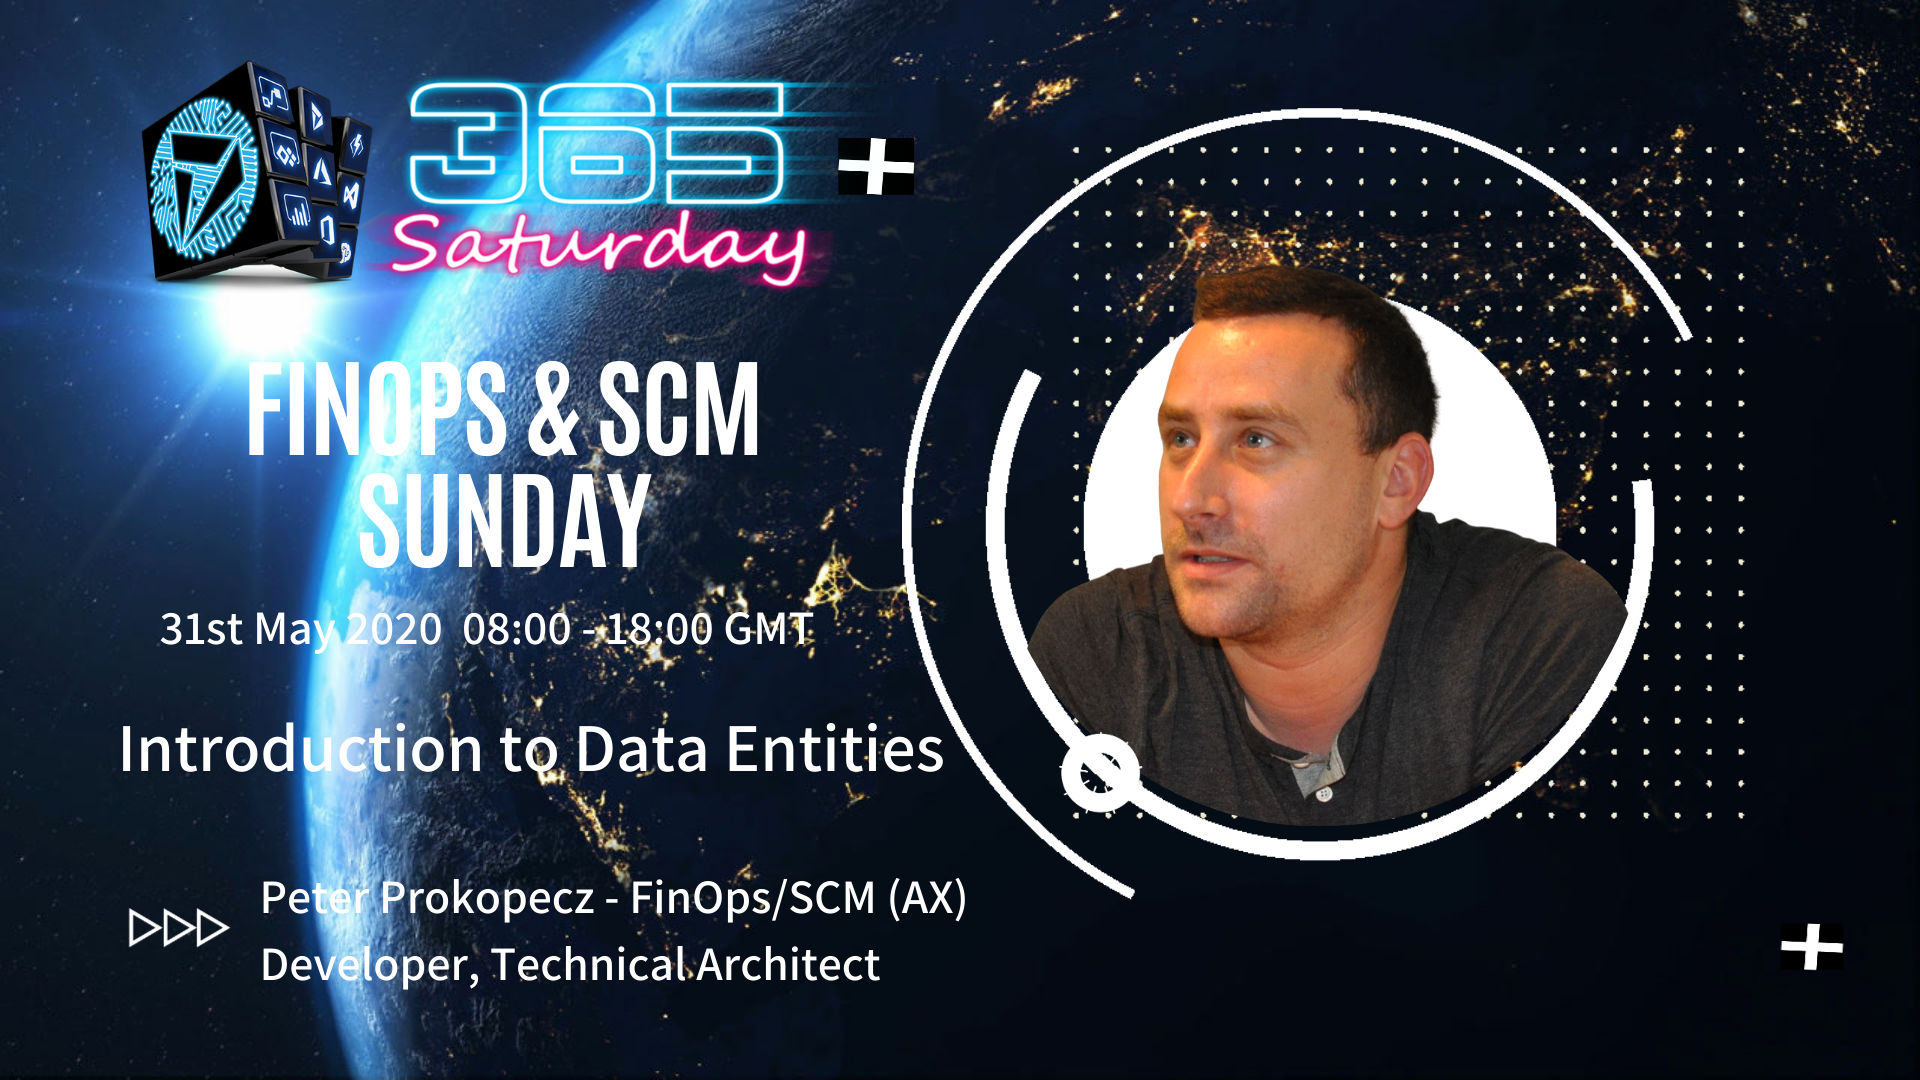 365
Saturday
FINOPS & SCM
SUNDAY
31st May 2020 08:00 - 18:00 GMT
Introduction to Data Entities
Peter Prokopecz - FinOps/SCM (AX)
Developer, Technical Architect